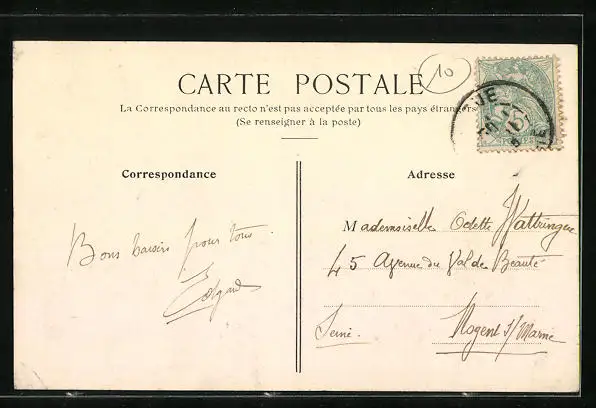 10
CARTE POSTALE
La Correspondance au recto n'est pas acceptée par tous les pays étrangers
(Se renseigner à la poste)
Correspondance
Adresse
Bons baisers pour tous.
Edgard
Mademoiselle Odette
45 Avenue du Val de Beauté
Seine.
Nogent s/ Marne